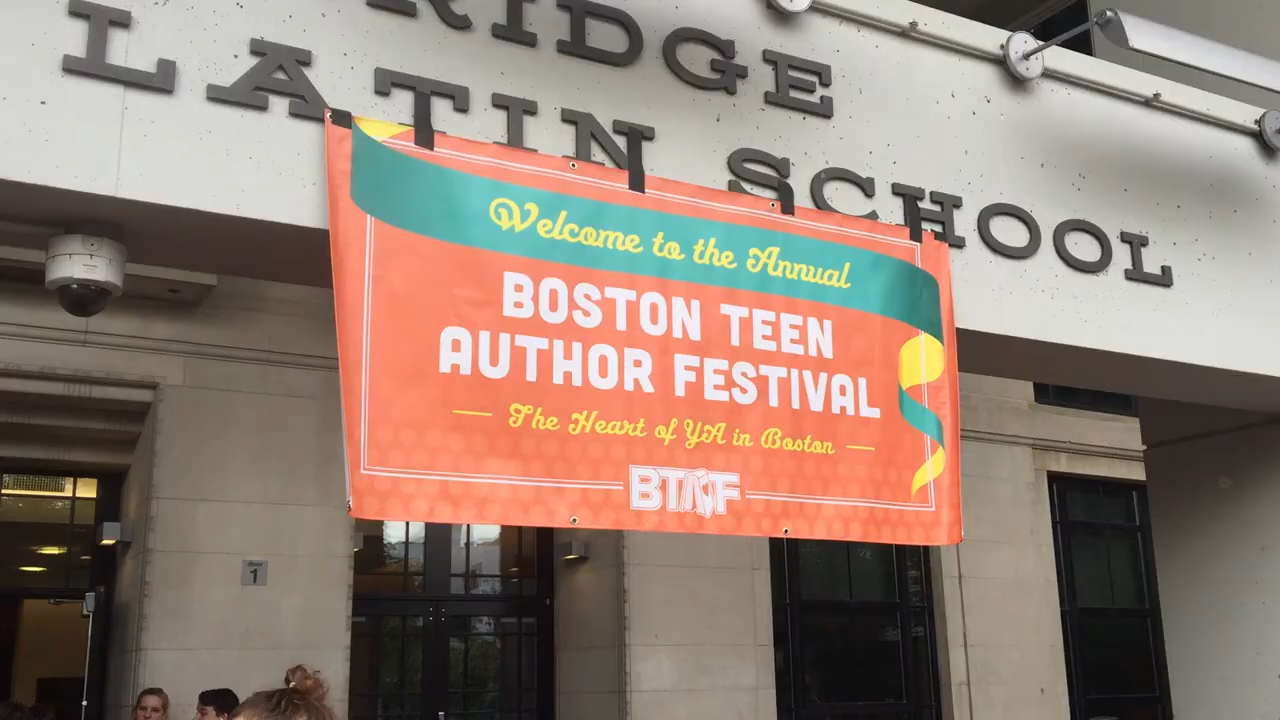 RIDGE
LATIN SCHOOL
Welcome to the Annual
BOSTON TEEN
AUTHOR FESTIVAL
The Heart of YA in Boston
BTAF
door
1